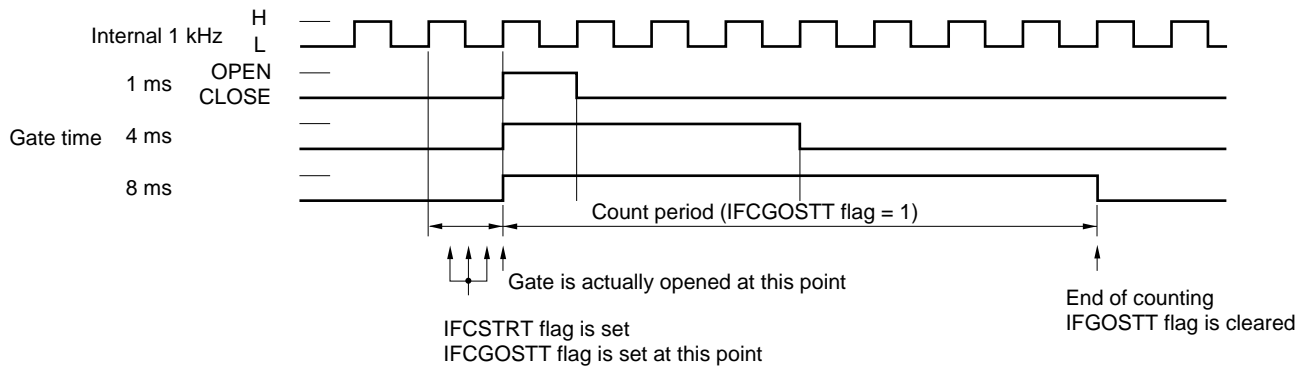 H
Internal 1 kHz
L
OPEN
1 ms
CLOSE
Gate time
4 ms
8 ms
Count period (IFCGOSTT flag = 1)
Gate is actually opened at this point
IFCSTRT flag is set
IFCGOSTT flag is set at this point
End of counting
IFGOSTT flag is cleared